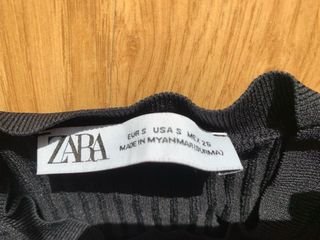 ZARA
EUR S USA S MEX 26
MADE IN MYANMAR (BURMA)